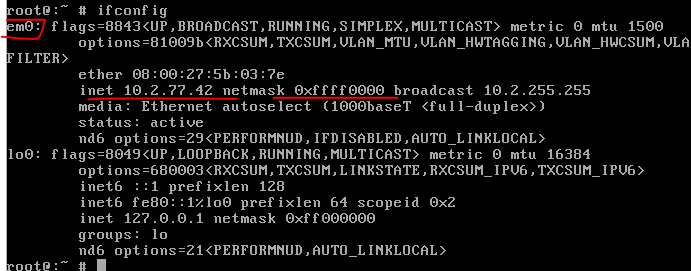 root@:~ # ifconfig
em0: flags=8843<UP,BROADCAST,RUNNING,SIMPLEX,MULTICAST> metric 0 mtu 1500
options=81009b<RXCSUM,TXCSUM,VLAN_MTU,VLAN_HWTAGGING,VLAN_HWCSUM,VLAN_HWFILTER>
ether 08:00:27:5b:03:7e
inet 10.2.77.42 netmask 0xffff0000 broadcast 10.2.255.255
media: Ethernet autoselect (1000baseT <full-duplex>)
status: active
nd6 options=29<PERFORMNUD,IFDISABLED,AUTO_LINKLOCAL>
lo0: flags=8049<UP,LOOPBACK,RUNNING,MULTICAST> metric 0 mtu 16384
options=680003<RXCSUM,TXCSUM,LINKSTATE,RXCSUM_IPV6,TXCSUM_IPV6>
inet6 ::1 prefixlen 128
inet6 fe80::1%lo0 prefixlen 64 scopeid 0x2
inet 127.0.0.1 netmask 0xff000000
groups: lo
nd6 options=21<PERFORMNUD,AUTO_LINKLOCAL>
root@:~ #